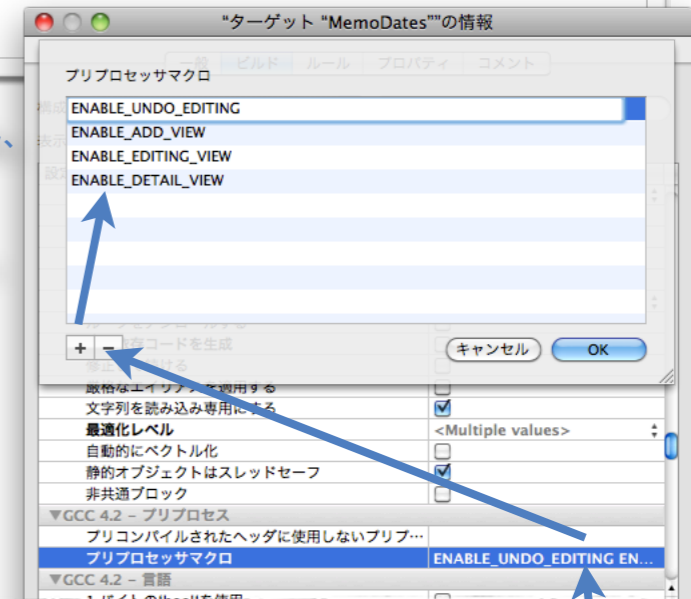 “ターゲット “MemoDates””の情報
一般 ビルド ルール プロパティ コメント
プリプロセッサマクロ
ENABLE_UNDO_EDITING
ENABLE_ADD_VIEW
ENABLE_EDITING_VIEW
ENABLE_DETAIL_VIEW
+ −
存コードを生成
キャンセル OK
厳格なエイリアスを適用する
文字列を読み込み専用にする
最適化レベル <Multiple values>
自動的にベクトル化
静的オブジェクトはスレッドセーフ
非共通ブロック
▼GCC 4.2 – プリプロセス
プリコンパイルされたヘッダに使用しないプリプ…
プリプロセッサマクロ ENABLE_UNDO_EDITING EN...
▼GCC 4.2 – 言語